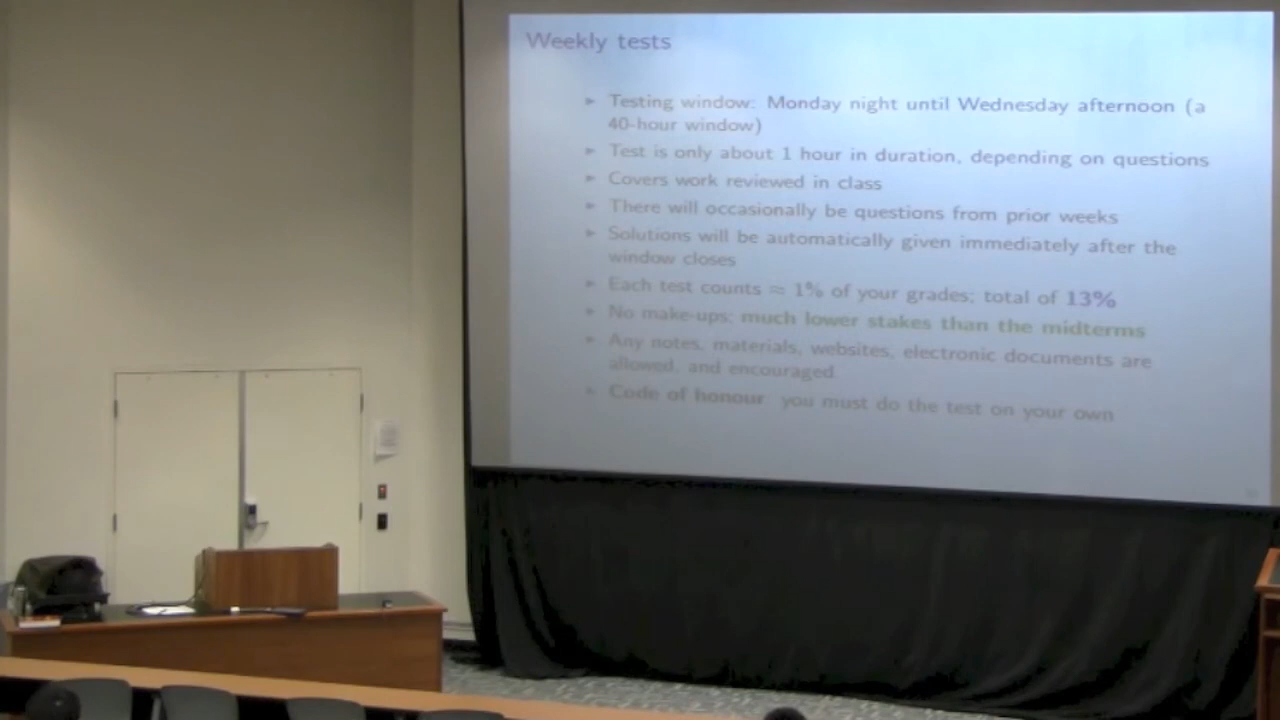 Weekly tests
► Testing window: Monday night until Wednesday afternoon (a
40-hour window)
► Test is only about 1 hour in duration, depending on questions
► Covers work reviewed in class
► There will occasionally be questions from prior weeks
► Solutions will be automatically given immediately after the
window closes
► Each test counts ≈ 1% of your grades; total of 13%
► No make-ups; much lower stakes than the midterms
► Any notes, materials, websites, electronic documents are
allowed, and encouraged
► Code of honour you must do the test on your own